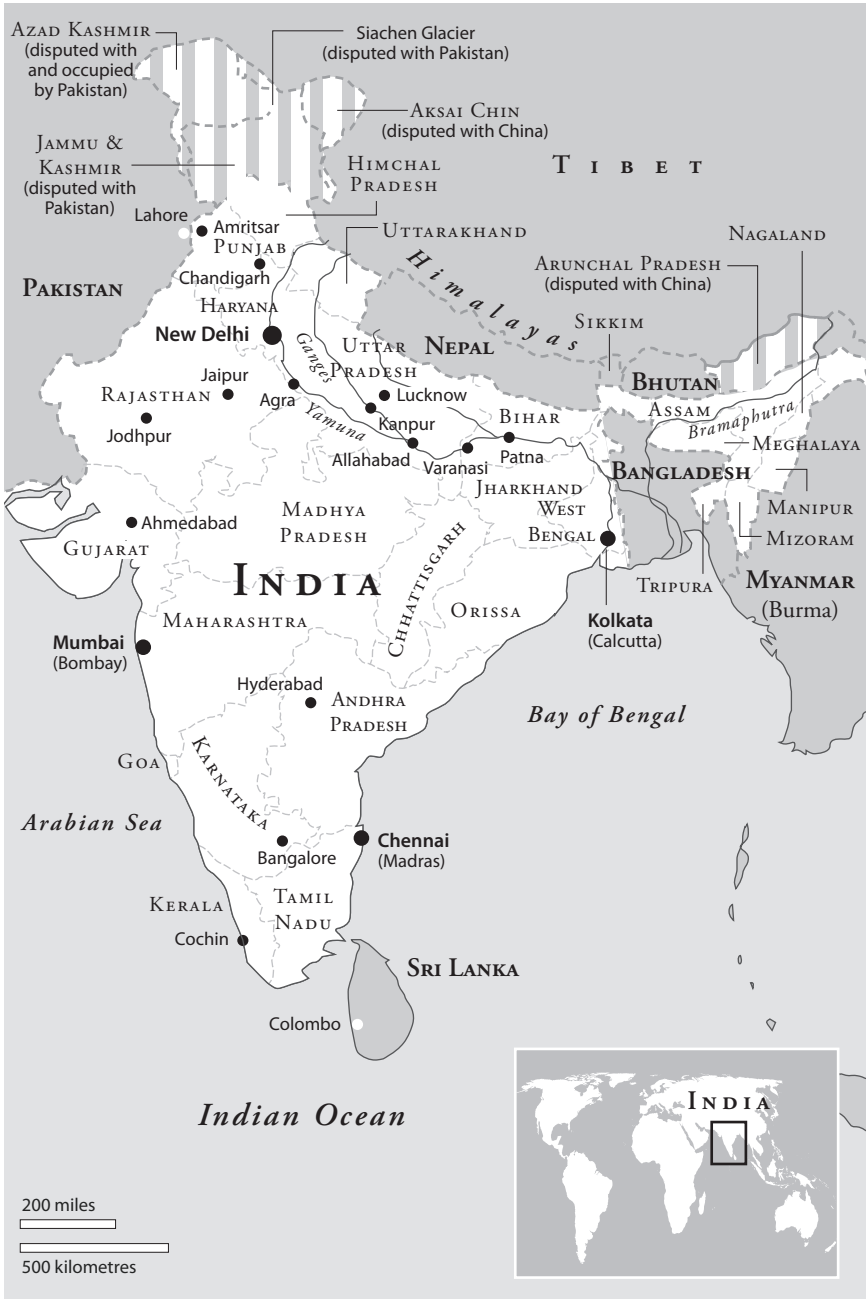 AZAD KASHMIR
(disputed with
and occupied
by Pakistan)
Siachen Glacier
(disputed with Pakistan)
AKSAI CHIN
(disputed with China)
JAMMU &
KASHMIR
(disputed with
Pakistan)
HIMCHAL
PRADESH
TIBET
Lahore
Amritsar
PUNJAB
UTTARAKHAND
NAGALAND
Chandigarh
Himalayas
ARUNCHAL PRADESH
(disputed with China)
PAKISTAN
HARYANA
SIKKIM
New Delhi
Ganges
UTTAR
PRADESH
NEPAL
BHUTAN
Jaipur
RAJASTHAN
Agra
Lucknow
ASSAM
Bramaphutra
Jodhpur
Yamuna
Kanpur
BIHAR
MEGHALAYA
Allahabad
Varanasi
Patna
BANGLADESH
JHARKHAND
MANIPUR
Ahmedabad
MADHYA
PRADESH
WEST
BENGAL
MIZORAM
GUJARAT
INDIA
CHHATTISGARH
TRIPURA
MYANMAR
(Burma)
MAHARASHTRA
ORISSA
Kolkata
(Calcutta)
Mumbai
(Bombay)
Hyderabad
ANDHRA
PRADESH
Bay of Bengal
GOA
KARNATAKA
Arabian Sea
Bangalore
Chennai
(Madras)
KERALA
TAMIL
NADU
Cochin
SRI LANKA
Colombo
Indian Ocean
INDIA
200 miles
500 kilometres